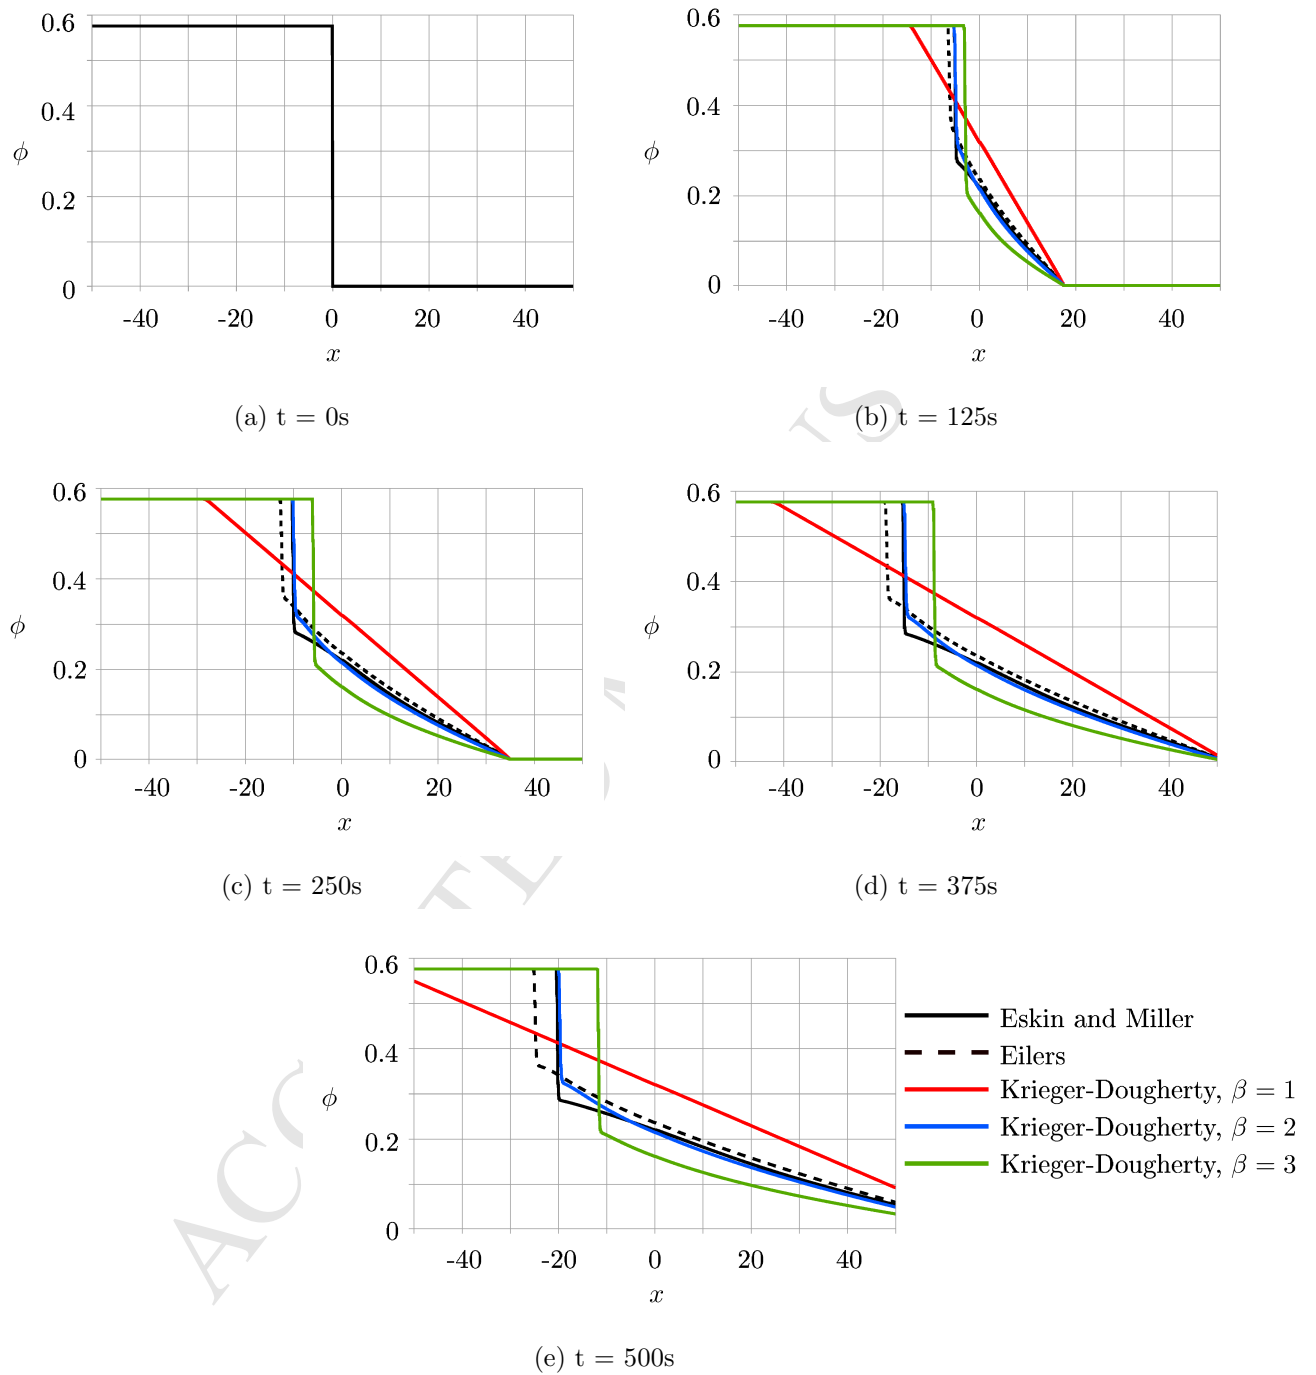 0.6
0.4
ϕ
0.2
0
-40 -20 0 20 40
x
(a) t = 0s
0.6
0.4
ϕ
0.2
0
-40 -20 0 20 40
x
(b) t = 125s
0.6
0.4
ϕ
0.2
0
-40 -20 0 20 40
x
(c) t = 250s
0.6
0.4
ϕ
0.2
0
-40 -20 0 20 40
x
(d) t = 375s
0.6
0.4
ϕ
0.2
0
-40 -20 0 20 40
x
(e) t = 500s
Eskin and Miller
Eilers
Krieger-Dougherty, β = 1
Krieger-Dougherty, β = 2
Krieger-Dougherty, β = 3